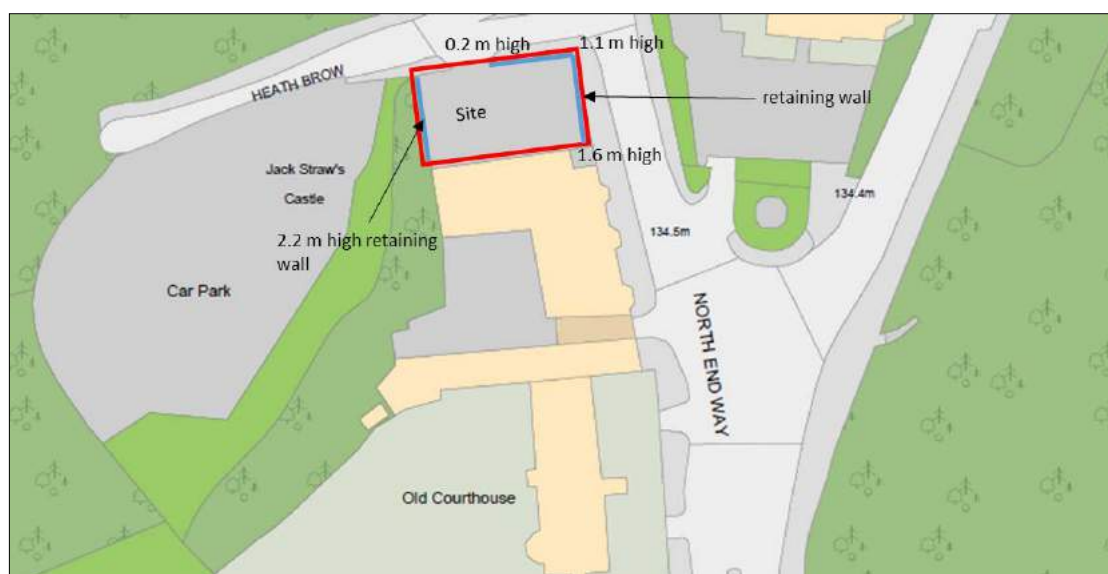 0.2 m high
1.1 m high
HEATH BROW
retaining wall
Site
1.6 m high
Jack Straw's
Castle
134.4m
134.5m
2.2 m high retaining
wall
Car Park
NORTH END WAY
Old Courthouse